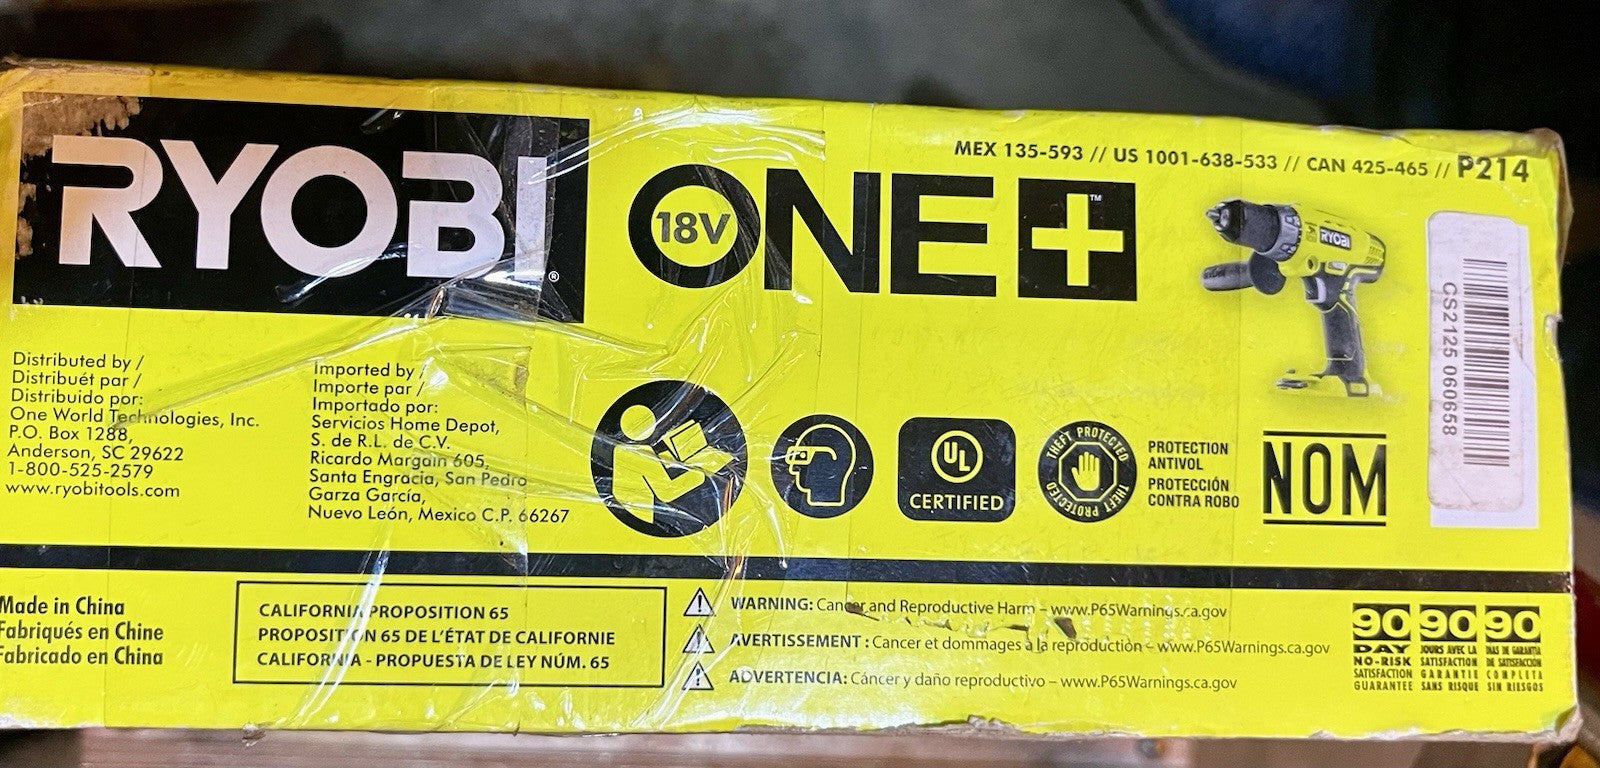 RYOBI®
18V ONE+™
MEX 135-593 // US 1001-638-533 // CAN 425-465 // P214
RYOBI
CS2125 060658
Distributed by /
Distribuét par /
Distribuido por:
One World Technologies, Inc.
P.O. Box 1288,
Anderson, SC 29622
1-800-525-2579
www.ryobitools.com
Imported by /
Importe par /
Importado por:
Servicios Home Depot,
S. de R.L. de C.V.
Ricardo Margain 605,
Santa Engracia, San Pedro
Garza García,
Nuevo León, Mexico C.P. 66267
UL
CERTIFIED
THEFT PROTECTED THEFT PROTECTED
PROTECTION
ANTIVOL
PROTECCIÓN
CONTRA ROBO
NOM
Made in China
Fabriqués en Chine
Fabricado en China
CALIFORNIA PROPOSITION 65
PROPOSITION 65 DE L'ÉTAT DE CALIFORNIE
CALIFORNIA - PROPUESTA DE LEY NÚM. 65
WARNING: Cancer and Reproductive Harm – www.P65Warnings.ca.gov
AVERTISSEMENT : Cancer et dommages à la reproduction – www.P65Warnings.ca.gov
ADVERTENCIA: Cáncer y daño reproductivo – www.P65Warnings.ca.gov
90
DAY
NO-RISK
SATISFACTION
GUARANTEE
90
JOURS AVEC LA
SATISFACTION
GARANTIE
SANS RISQUE
90
DIAS DE GARANTIA
DE SATISFACCIÓN
COMPLETA
SIN RIESGOS